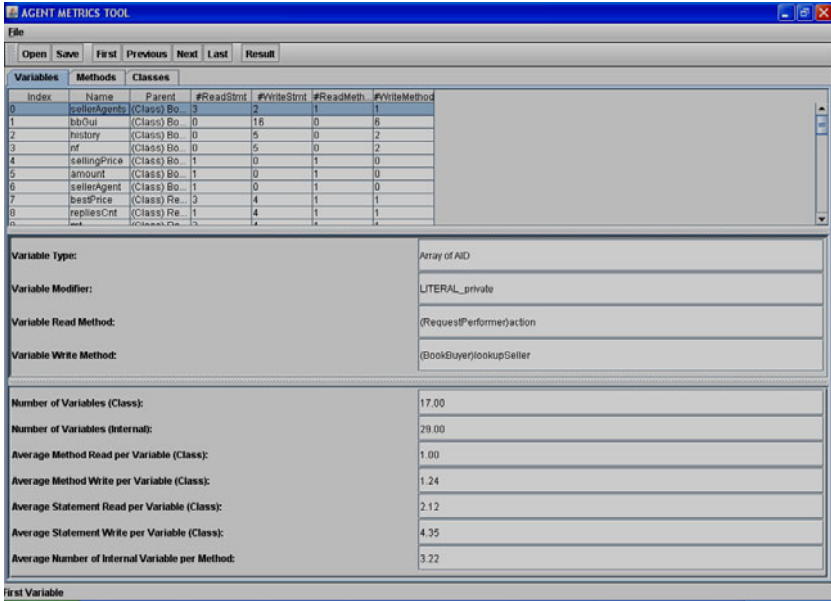 AGENT METRICS TOOL
File
Open Save First Previous Next Last Result
Variables Methods Classes
Index Name Parent #ReadStmt #WriteStmt #ReadMeth... #WriteMethod
0 sellerAgents (Class) Bo... 3 2 1 1
1 bbGui (Class) Bo... 0 16 0 6
2 history (Class) Bo... 0 5 0 2
3 nf (Class) Bo... 0 5 0 2
4 sellingPrice (Class) Bo... 1 0 1 0
5 amount (Class) Bo... 1 0 1 0
6 sellerAgent (Class) Bo... 1 0 1 0
7 bestPrice (Class) Re... 3 4 1 1
8 repliesCnt (Class) Re... 1 4 1 1
Variable Type: Array of AID
Variable Modifier: LITERAL_private
Variable Read Method: (RequestPerformer)action
Variable Write Method: (BookBuyer)lookupSeller
Number of Variables (Class): 17.00
Number of Variables (Internal): 29.00
Average Method Read per Variable (Class): 1.00
Average Method Write per Variable (Class): 1.24
Average Statement Read per Variable (Class): 2.12
Average Statement Write per Variable (Class): 4.35
Average Number of Internal Variable per Method: 3.22
First Variable